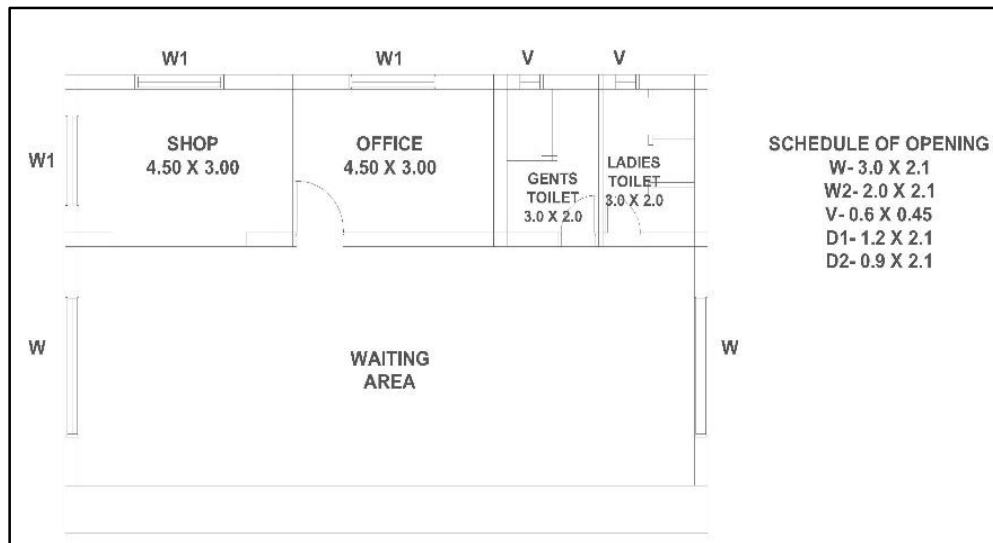 W1
W1
V
V
W1
SHOP
4.50 X 3.00
OFFICE
4.50 X 3.00
GENTS
TOILET
3.0 X 2.0
LADIES
TOILET
3.0 X 2.0
SCHEDULE OF OPENING
W- 3.0 X 2.1
W2- 2.0 X 2.1
V- 0.6 X 0.45
D1- 1.2 X 2.1
D2- 0.9 X 2.1
W
WAITING
AREA
W